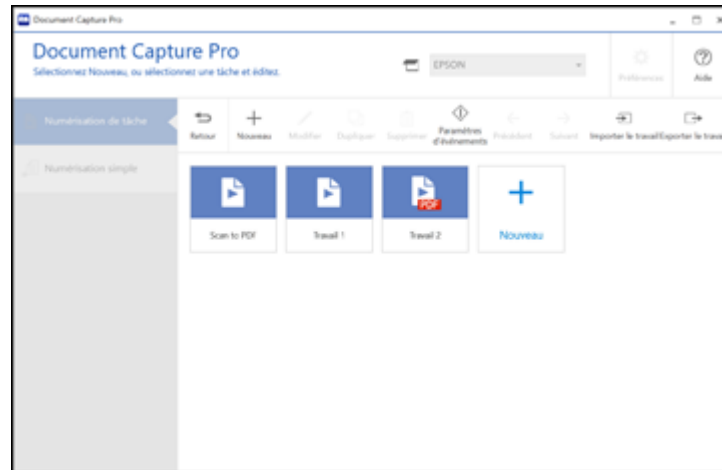 Document Capture Pro
Document Capture Pro
Sélectionnez Nouveau, ou sélectionnez une tâche et éditez.
EPSON
Préférences
Aide
Numérisation de tâche
Numérisation simple
Retour
Nouveau
Modifier
Dupliquer
Supprimer
Paramètres
d'événements
Précédent
Suivant
Importer le travail
Exporter le trava
Scan to PDF
Travail 1
PDF
Travail 2
Nouveau